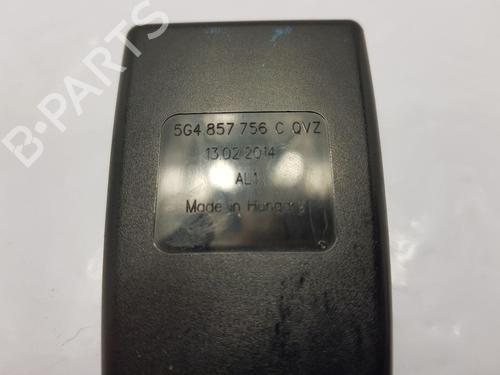 B-PARTS
5G4 857 756 C QVZ
13.02.2014
AL1
Made in Hungary
S